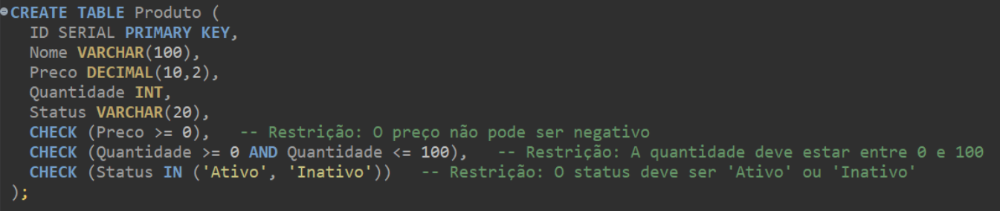 CREATE TABLE Produto (
  ID SERIAL PRIMARY KEY,
  Nome VARCHAR(100),
  Preco DECIMAL(10,2),
  Quantidade INT,
  Status VARCHAR(20),
  CHECK (Preco >= 0),   -- Restrição: O preço não pode ser negativo
  CHECK (Quantidade >= 0 AND Quantidade <= 100),   -- Restrição: A quantidade deve estar entre 0 e 100
  CHECK (Status IN ('Ativo', 'Inativo'))   -- Restrição: O status deve ser 'Ativo' ou 'Inativo'
);